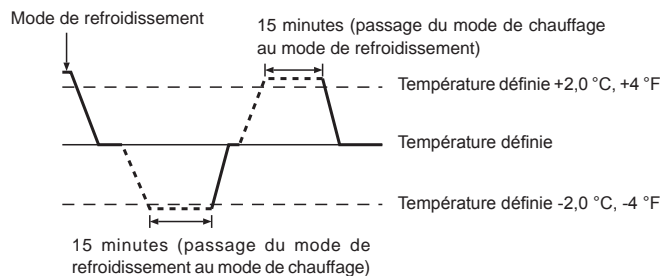 Mode de refroidissement
15 minutes (passage du mode de chauffage
au mode de refroidissement)
Température définie +2,0 °C, +4 °F
Température définie
Température définie -2,0 °C, -4 °F
15 minutes (passage du mode de
refroidissement au mode de chauffage)